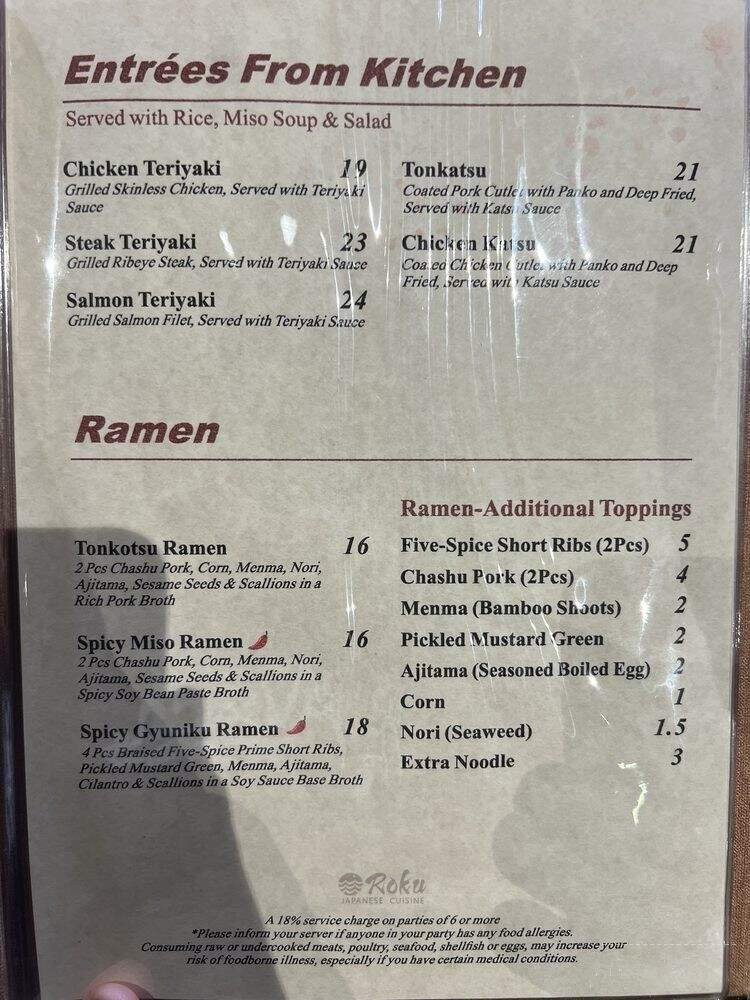 Entrées From Kitchen
Served with Rice, Miso Soup & Salad
Chicken Teriyaki 19
Grilled Skinless Chicken, Served with Teriyaki
Sauce
Steak Teriyaki 23
Grilled Ribeye Steak, Served with Teriyaki Sauce
Salmon Teriyaki 24
Grilled Salmon Filet, Served with Teriyaki Sauce
Tonkatsu 21
Coated Pork Cutlet with Panko and Deep Fried,
Served with Katsu Sauce
Chicken Katsu 21
Coated Chicken Cutlet with Panko and Deep
Fried, Served with Katsu Sauce
Ramen
Tonkotsu Ramen 16
2 Pcs Chashu Pork, Corn, Menma, Nori,
Ajitama, Sesame Seeds & Scallions in a
Rich Pork Broth
Spicy Miso Ramen 16
2 Pcs Chashu Pork, Corn, Menma, Nori,
Ajitama, Sesame Seeds & Scallions in a
Spicy Soy Bean Paste Broth
Spicy Gyuniku Ramen 18
4 Pcs Braised Five-Spice Prime Short Ribs,
Pickled Mustard Green, Menma, Ajitama,
Cilantro & Scallions in a Soy Sauce Base Broth
Ramen-Additional Toppings
Five-Spice Short Ribs (2Pcs) 5
Chashu Pork (2Pcs) 4
Menma (Bamboo Shoots) 2
Pickled Mustard Green 2
Ajitama (Seasoned Boiled Egg) 2
Corn 1
Nori (Seaweed) 1.5
Extra Noodle 3
Roku
JAPANESE CUISINE
A 18% service charge on parties of 6 or more
*Please inform your server if anyone in your party has any food allergies.
Consuming raw or undercooked meats, poultry, seafood, shellfish or eggs, may increase your
risk of foodborne illness, especially if you have certain medical conditions.